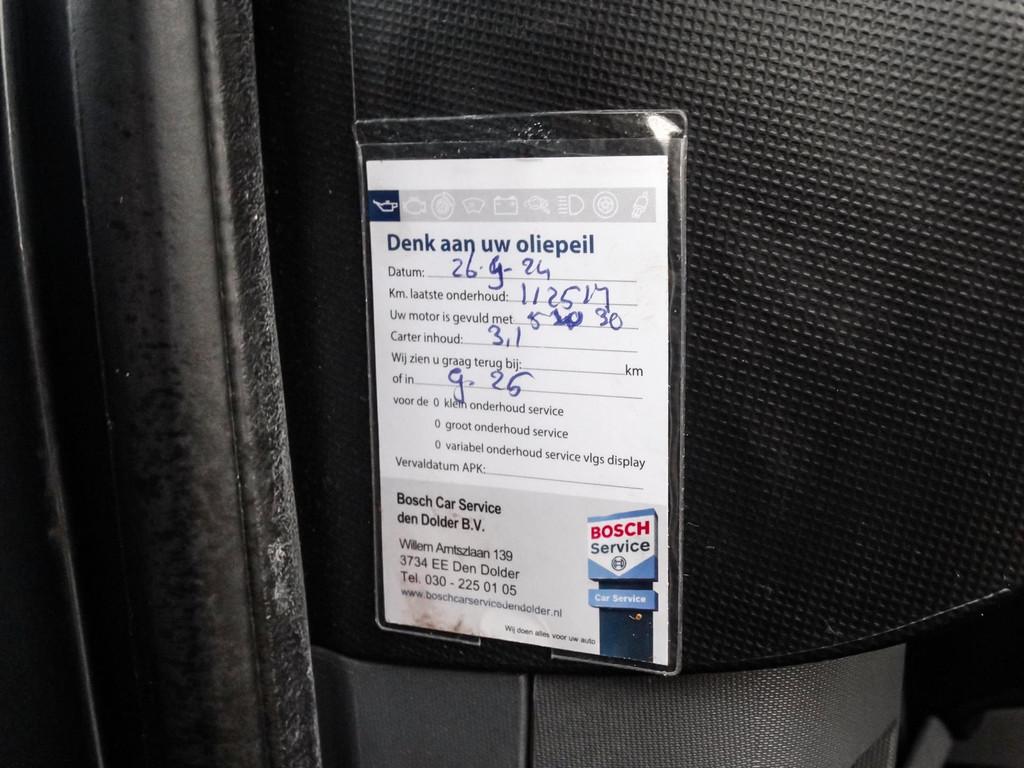 Denk aan uw oliepeil
Datum: 26-9-24
Km. laatste onderhoud: 112517
Uw motor is gevuld met 5 30
Carter inhoud: 3,1
Wij zien u graag terug bij: km
of in 9-26
voor de 0 klein onderhoud service
0 groot onderhoud service
0 variabel onderhoud service vlgs display
Vervaldatum APK:
Bosch Car Service
den Dolder B.V.
Willem Arntszlaan 139
3734 EE Den Dolder
Tel. 030 - 225 01 05
www.boschcarservicedendolder.nl
Wij doen alles voor uw auto
BOSCH
Service
Car Service